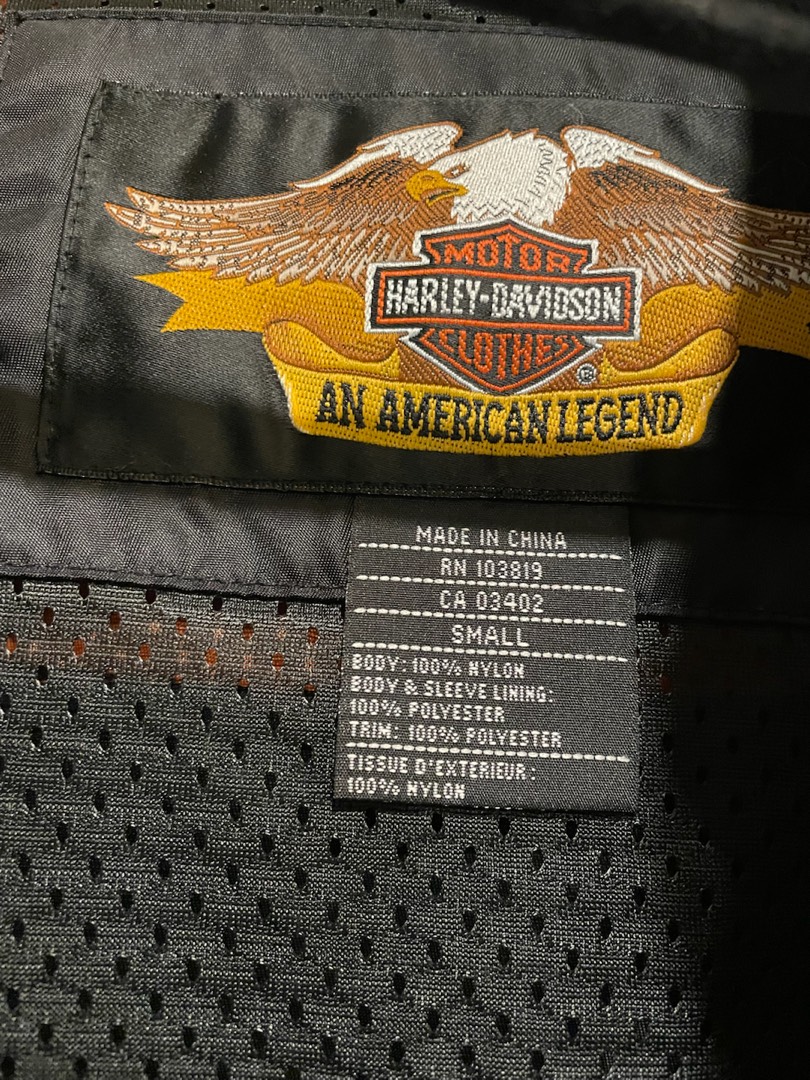 MOTOR
HARLEY-DAVIDSON
CLOTHES
®
AN AMERICAN LEGEND
MADE IN CHINA
RN 103819
CA 03402
SMALL
BODY: 100% NYLON
BODY & SLEEVE LINING:
100% POLYESTER
TRIM: 100% POLYESTER
TISSUE D'EXTERIEUR:
100% NYLON